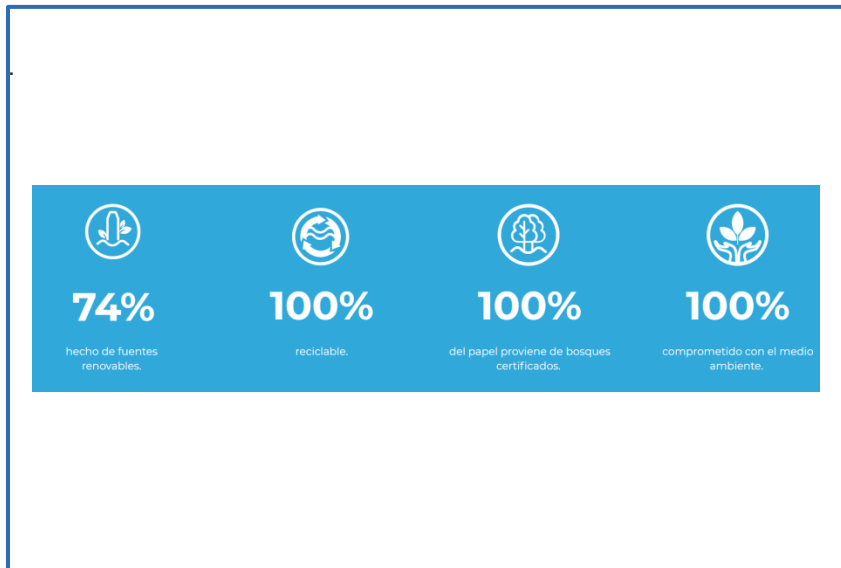 .
74%
hecho de fuentes
renovables.
100%
reciclable.
100%
del papel proviene de bosques
certificados.
100%
comprometido con el medio
ambiente.